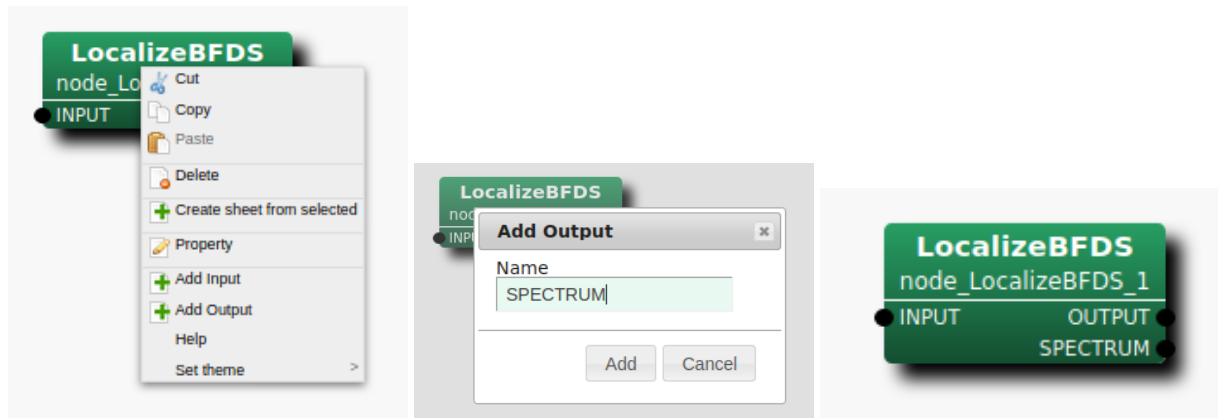 LocalizeBFDS
node_Lo
INPUT
Cut
Copy
Paste
Delete
Create sheet from selected
Property
Add Input
Add Output
Help
Set theme >
LocalizeBFDS
nod
INPU
Add Output
Name
SPECTRUM
Add Cancel
LocalizeBFDS
node_LocalizeBFDS_1
INPUT OUTPUT
SPECTRUM